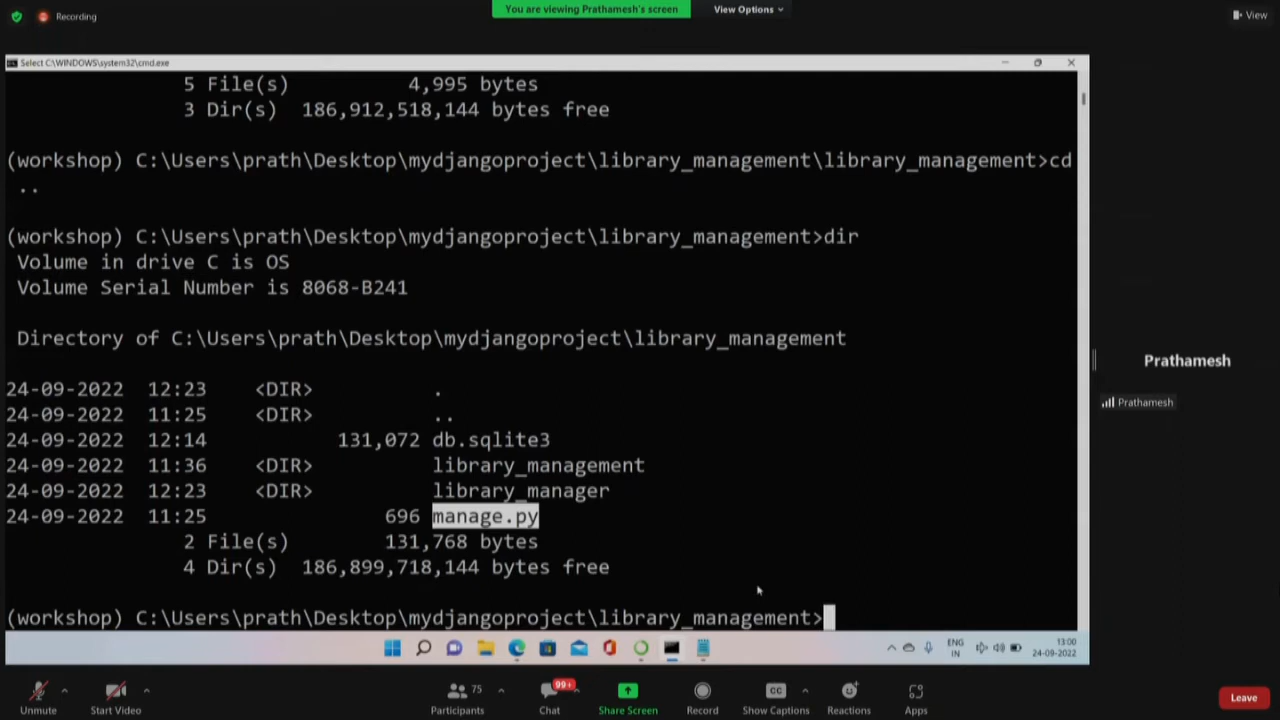 Recording
You are viewing Prathamesh's screen
View Options
View
Select C:\WINDOWS\system32\cmd.exe
5 File(s) 4,995 bytes
3 Dir(s) 186,912,518,144 bytes free
(workshop) C:\Users\prath\Desktop\mydjangoproject\library_management\library_management>cd
..
(workshop) C:\Users\prath\Desktop\mydjangoproject\library_management>dir
Volume in drive C is OS
Volume Serial Number is 8068-B241
Directory of C:\Users\prath\Desktop\mydjangoproject\library_management
24-09-2022 12:23 <DIR> .
24-09-2022 11:25 <DIR> ..
24-09-2022 12:14 131,072 db.sqlite3
24-09-2022 11:36 <DIR> library_management
24-09-2022 12:23 <DIR> library_manager
24-09-2022 11:25 696 manage.py
2 File(s) 131,768 bytes
4 Dir(s) 186,899,718,144 bytes free
(workshop) C:\Users\prath\Desktop\mydjangoproject\library_management>
Prathamesh
Prathamesh
ENG
IN
13:00
24-09-2022
Unmute
Start Video
75
Participants
99+
Chat
Share Screen
Record
CC
Show Captions
Reactions
Apps
Leave